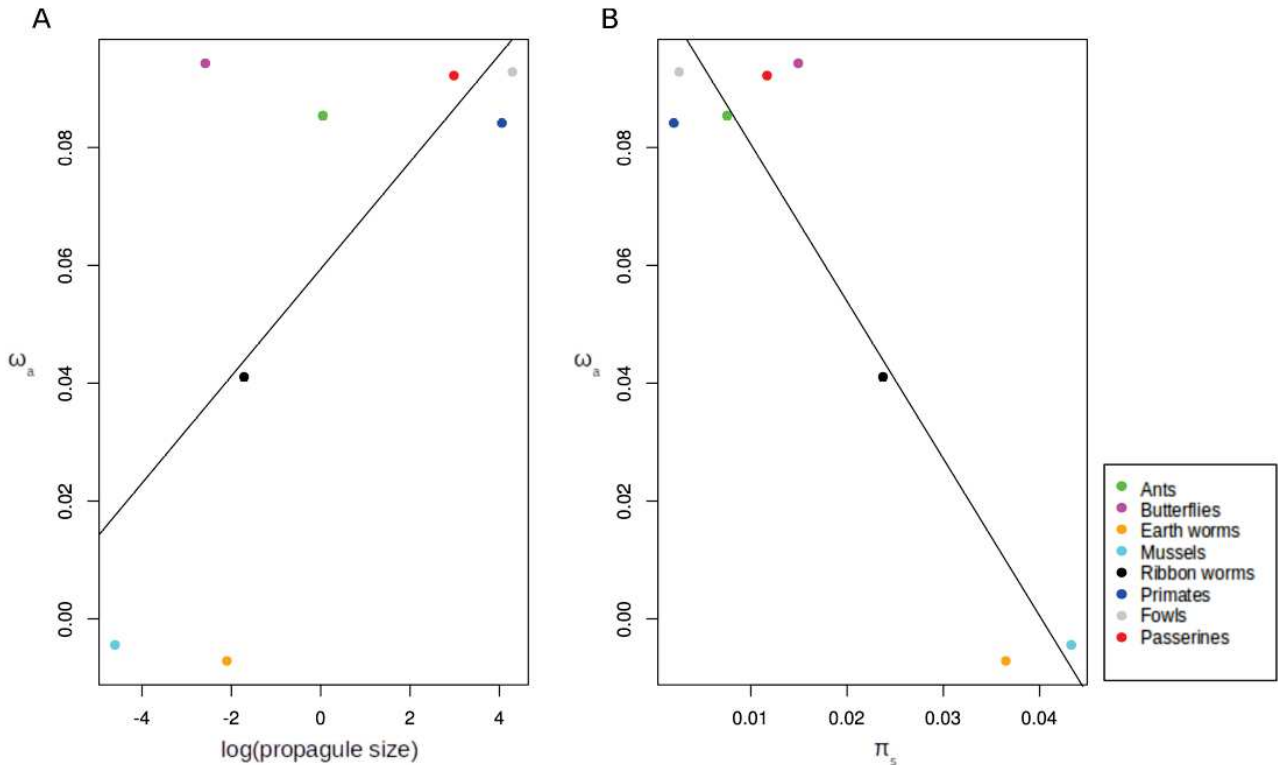 A
B
0.08
0.06
0.04
0.02
0.00
ωa
-4 -2 0 2 4
log(propagule size)
0.08
0.06
0.04
0.02
0.00
ωa
0.01 0.02 0.03 0.04
πs
Ants
Butterflies
Earth worms
Mussels
Ribbon worms
Primates
Fowls
Passerines